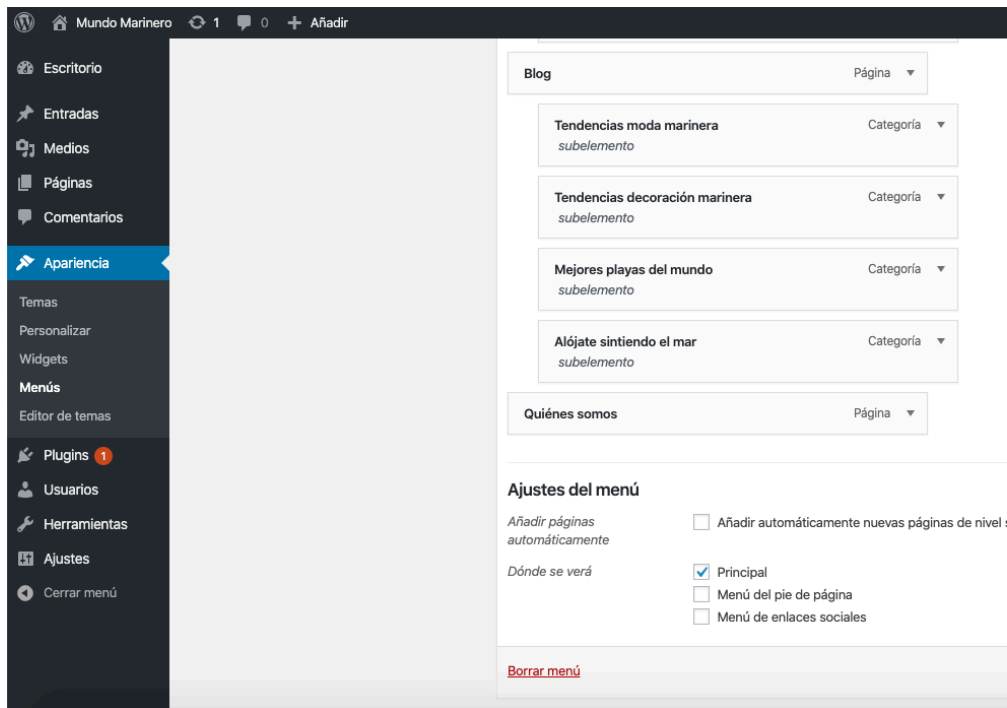 Mundo Marinero 1 0 Añadir
Escritorio
Entradas
Medios
Páginas
Comentarios
Apariencia
Temas
Personalizar
Widgets
Menús
Editor de temas
Plugins 1
Usuarios
Herramientas
Ajustes
Cerrar menú
Blog Página
Tendencias moda marinera Categoría
subelemento
Tendencias decoración marinera Categoría
subelemento
Mejores playas del mundo Categoría
subelemento
Alójate sintiendo el mar Categoría
subelemento
Quiénes somos Página
Ajustes del menú
Añadir páginas
automáticamente
Añadir automáticamente nuevas páginas de nivel
Dónde se verá
Principal
Menú del pie de página
Menú de enlaces sociales
Borrar menú